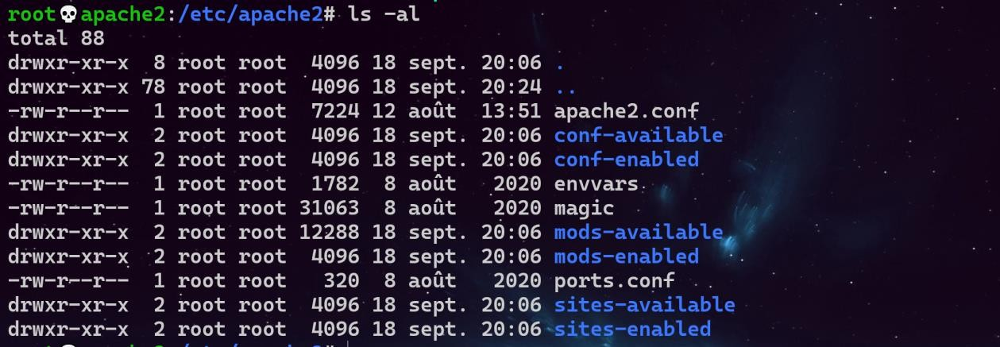 root💀apache2:/etc/apache2# ls -al
total 88
drwxr-xr-x  8 root root  4096 18 sept. 20:06 .
drwxr-xr-x 78 root root  4096 18 sept. 20:24 ..
-rw-r--r--  1 root root  7224 12 août  13:51 apache2.conf
drwxr-xr-x  2 root root  4096 18 sept. 20:06 conf-available
drwxr-xr-x  2 root root  4096 18 sept. 20:06 conf-enabled
-rw-r--r--  1 root root  1782  8 août   2020 envvars
-rw-r--r--  1 root root 31063  8 août   2020 magic
drwxr-xr-x  2 root root 12288 18 sept. 20:06 mods-available
drwxr-xr-x  2 root root  4096 18 sept. 20:06 mods-enabled
-rw-r--r--  1 root root   320  8 août   2020 ports.conf
drwxr-xr-x  2 root root  4096 18 sept. 20:06 sites-available
drwxr-xr-x  2 root root  4096 18 sept. 20:06 sites-enabled
root💀apache2:/etc/apache2#